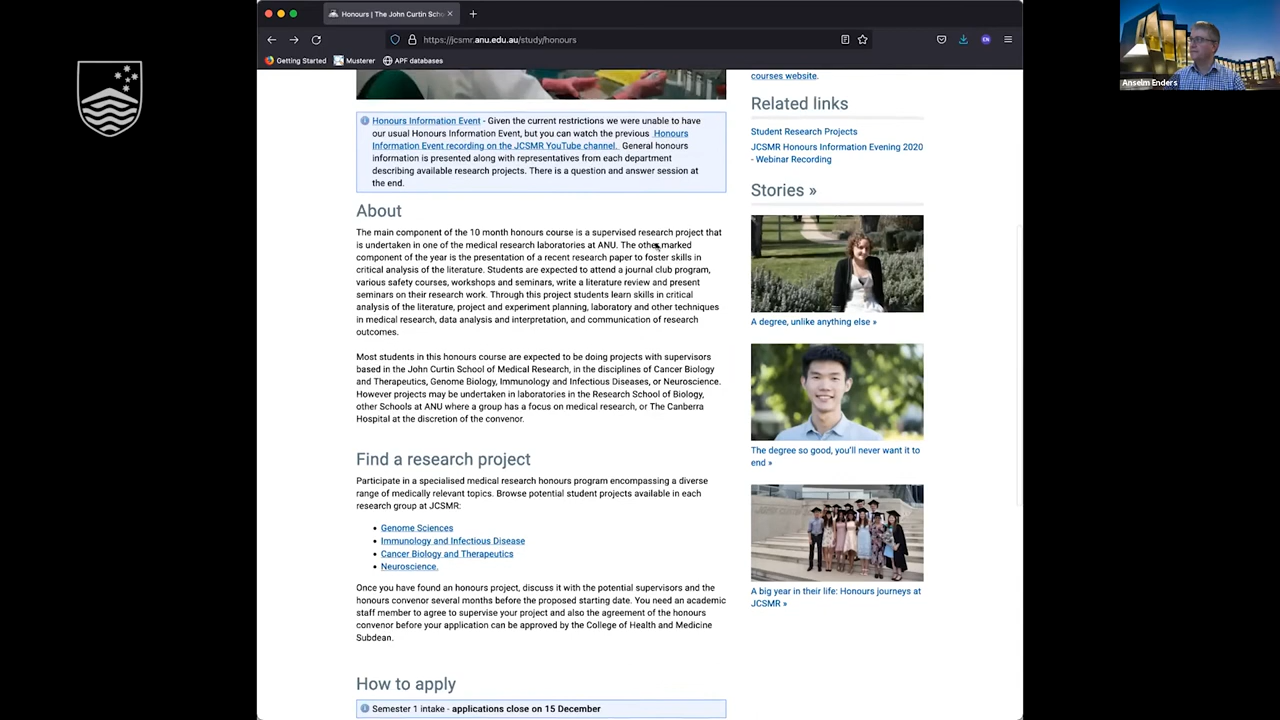 Honours | The John Curtin Scho
https://jcsmr.anu.edu.au/study/honours
EN
Getting Started
Musterer
APF databases
Honours Information Event - Given the current restrictions we were unable to have
our usual Honours Information Event, but you can watch the previous Honours
Information Event recording on the JCSMR YouTube channel. General honours
information is presented along with representatives from each department
describing available research projects. There is a question and answer session at
the end.
About
The main component of the 10 month honours course is a supervised research project that
is undertaken in one of the medical research laboratories at ANU. The other marked
component of the year is the presentation of a recent research paper to foster skills in
critical analysis of the literature. Students are expected to attend a journal club program,
various safety courses, workshops and seminars, write a literature review and present
seminars on their research work. Through this project students learn skills in critical
analysis of the literature, project and experiment planning, laboratory and other techniques
in medical research, data analysis and interpretation, and communication of research
outcomes.
Most students in this honours course are expected to be doing projects with supervisors
based in the John Curtin School of Medical Research, in the disciplines of Cancer Biology
and Therapeutics, Genome Biology, Immunology and Infectious Diseases, or Neuroscience.
However projects may be undertaken in laboratories in the Research School of Biology,
other Schools at ANU where a group has a focus on medical research, or The Canberra
Hospital at the discretion of the convenor.
Find a research project
Participate in a specialised medical research honours program encompassing a diverse
range of medically relevant topics. Browse potential student projects available in each
research group at JCSMR:
• Genome Sciences
• Immunology and Infectious Disease
• Cancer Biology and Therapeutics
• Neuroscience.
Once you have found an honours project, discuss it with the potential supervisors and the
honours convenor several months before the proposed starting date. You need an academic
staff member to agree to supervise your project and also the agreement of the honours
convenor before your application can be approved by the College of Health and Medicine
Subdean.
How to apply
Semester 1 intake - applications close on 15 December
courses website.
Related links
Student Research Projects
JCSMR Honours Information Evening 2020
- Webinar Recording
Stories »
A degree, unlike anything else »
The degree so good, you'll never want it to
end »
A big year in their life: Honours journeys at
JCSMR »
Anselm Enders